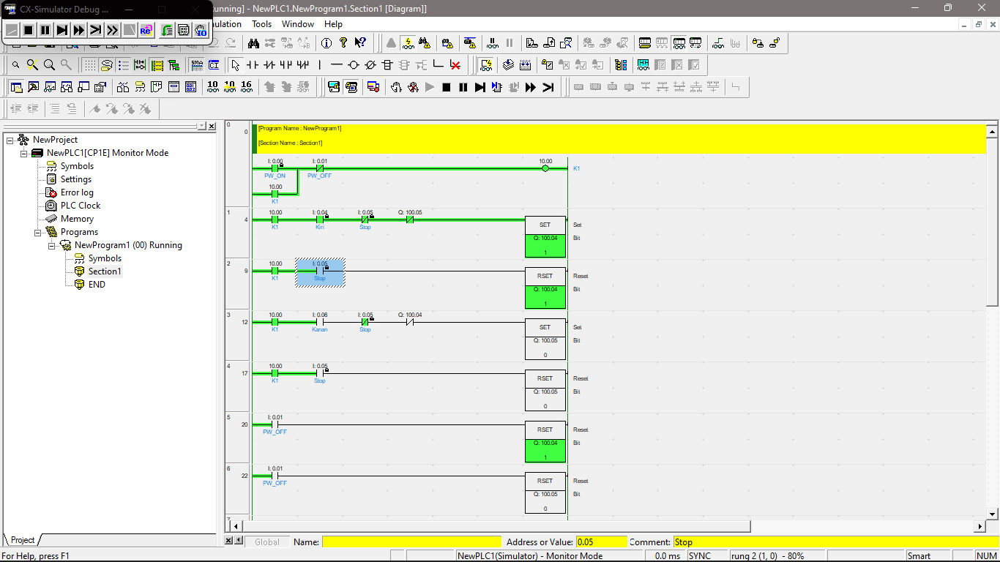 CX-Simulator Debug ...
unning] - NewPLC1.NewProgram1.Section1 [Diagram]]
ulation Tools Window Help
Re
IO
SMA
CI
10 10 16
NewProject
NewPLC1[CP1E] Monitor Mode
Symbols
Settings
Error log
PLC Clock
Memory
Programs
NewProgram1 (00) Running
Symbols
Section1
END
Project
0
0
[Program Name : NewProgram1]
[Section Name : Section1]
I: 0.00 I: 0.01 10.00
K1
PW_ON PW_OFF
10.00
K1
1
4
10.00 I: 0.04 I: 0.05 Q: 100.05
K1 Kiri Stop
SET Set
Q: 100.04 Bit
1
2
9
10.00 I: 0.05
K1 Stop
RSET Reset
Q: 100.04 Bit
1
3
12
10.00 I: 0.06 I: 0.05 Q: 100.04
K1 Kanan Stop
SET Set
Q: 100.05 Bit
0
4
17
10.00 I: 0.05
K1 Stop
RSET Reset
Q: 100.05 Bit
0
5
20
I: 0.01
PW_OFF
RSET Reset
Q: 100.04 Bit
1
6
22
I: 0.01
PW_OFF
RSET Reset
Q: 100.05 Bit
0
7
Global Name: Address or Value: 0.05 Comment: Stop
For Help, press F1 NewPLC1(Simulator) - Monitor Mode 0.0 ms SYNC rung 2 (1, 0) - 80% Smart NUM